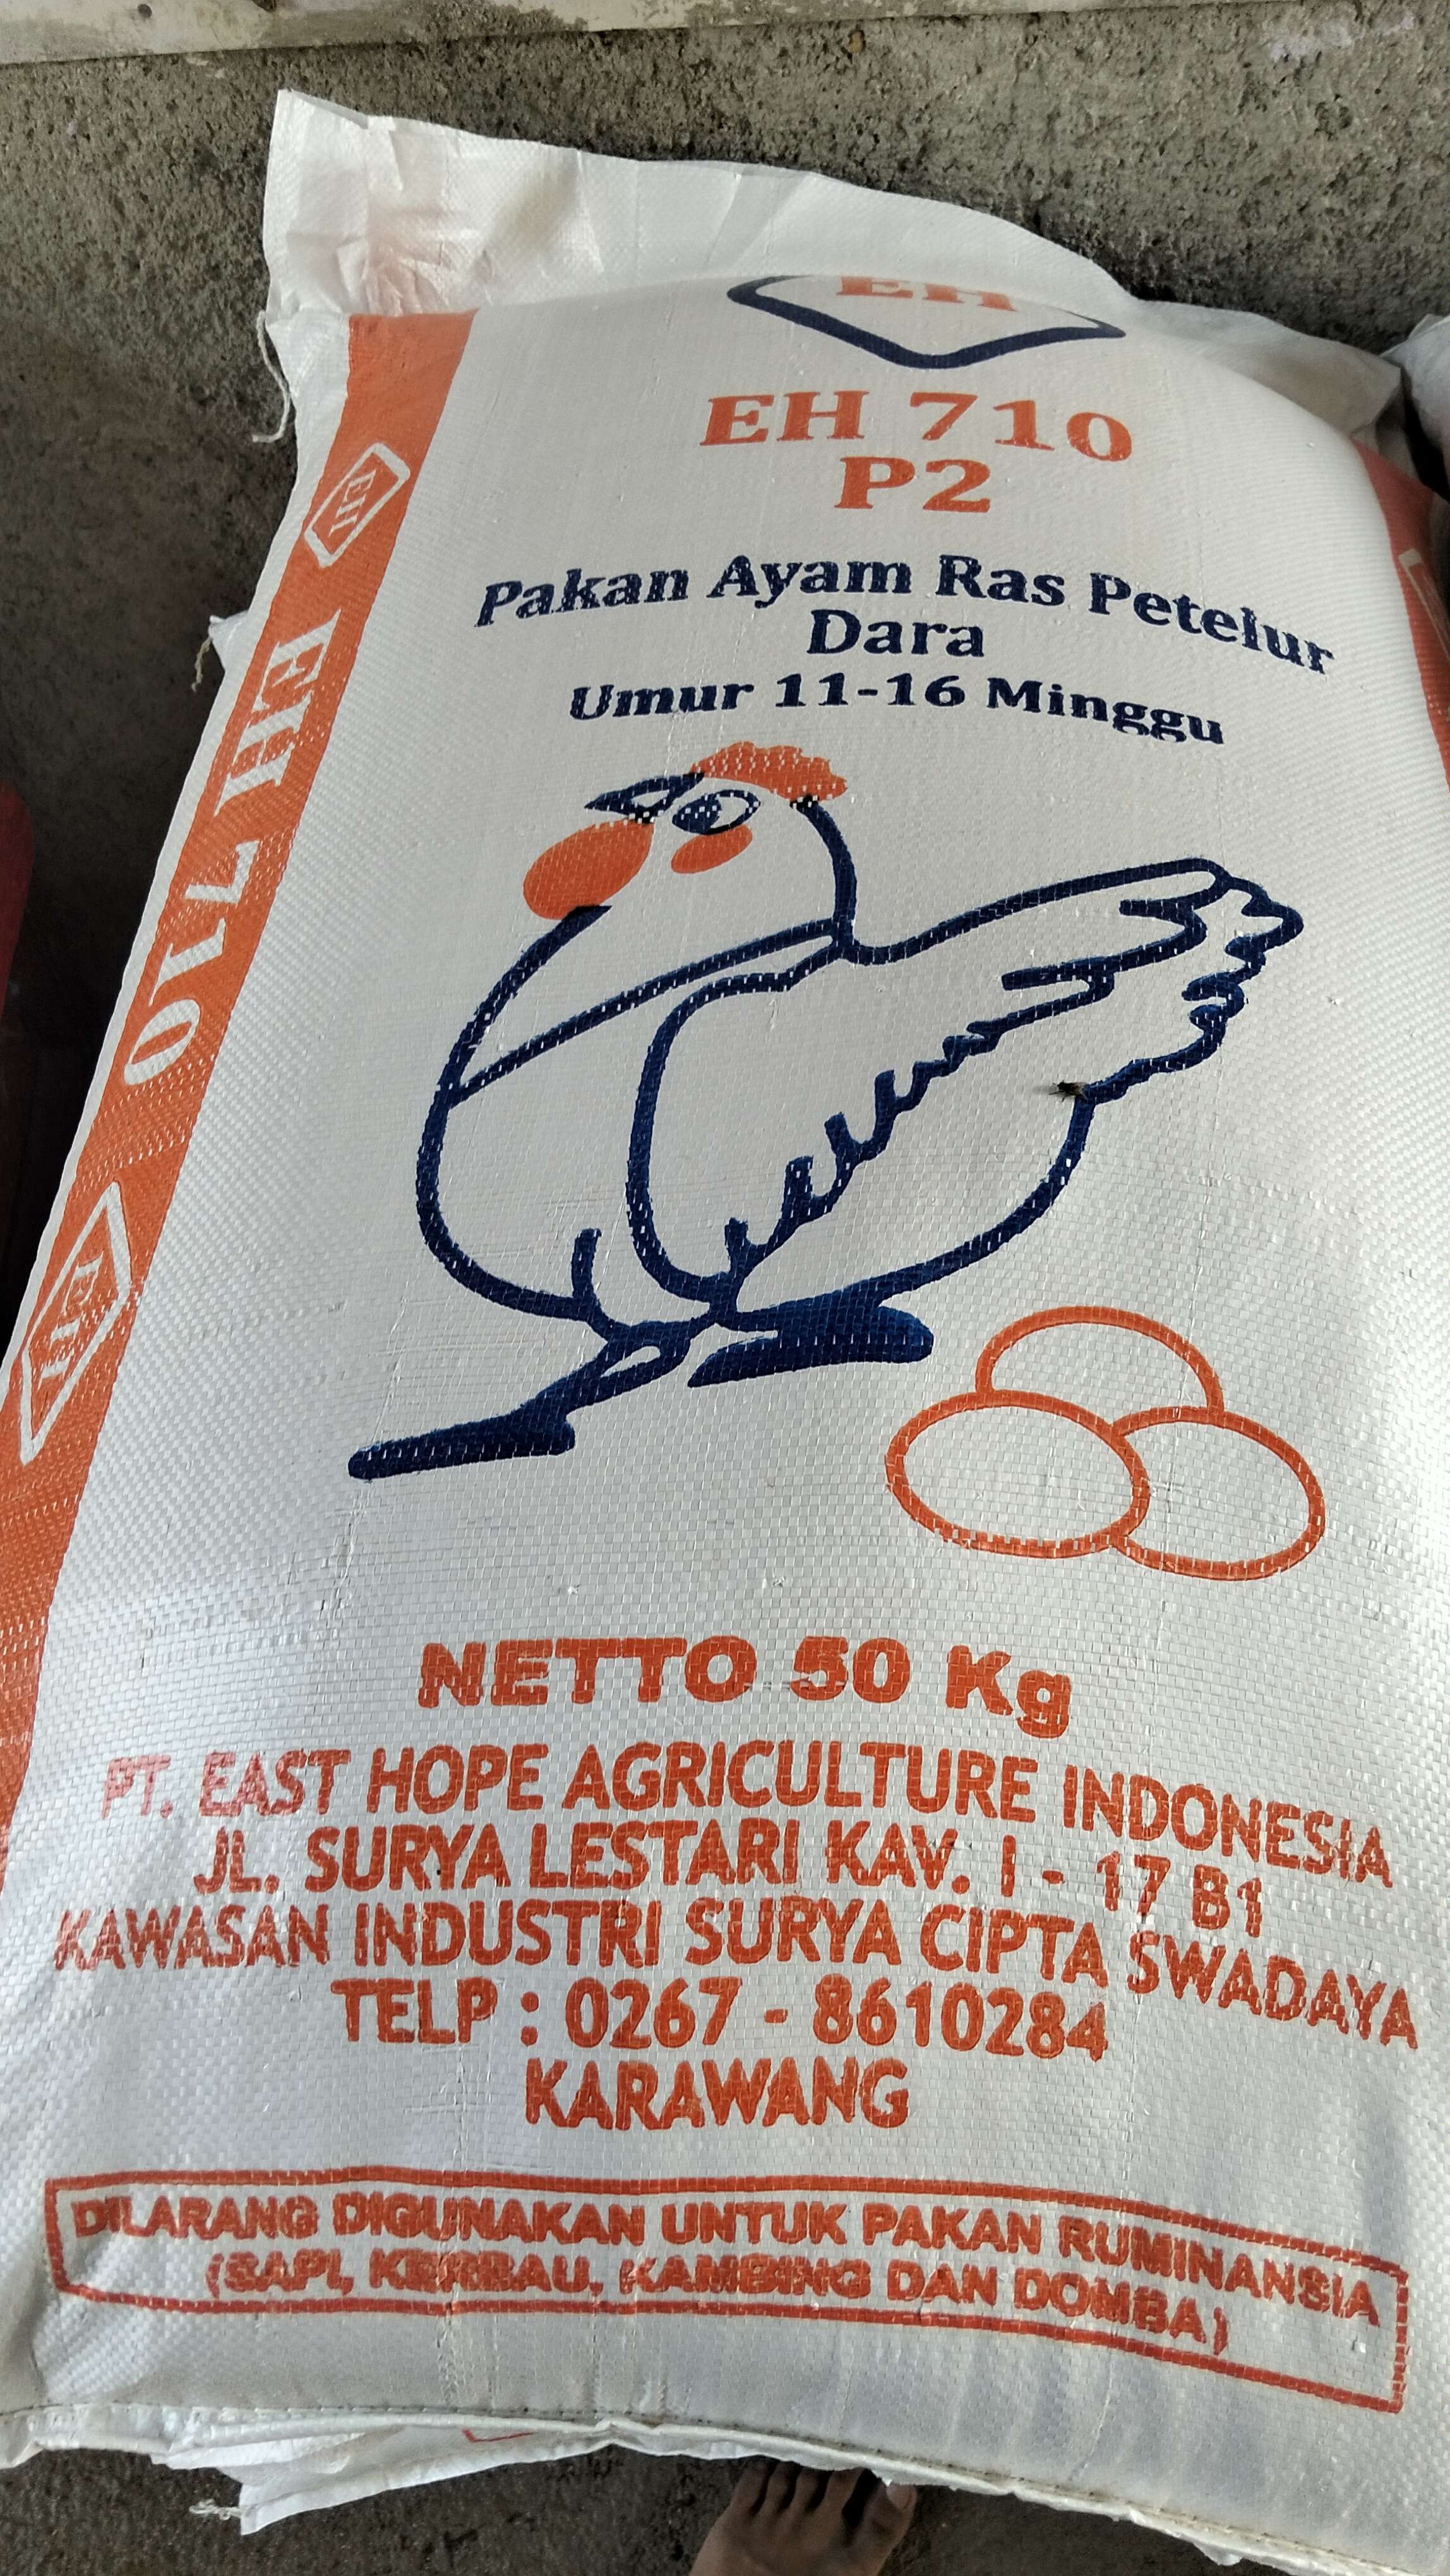 EH
EH 710
P2
Pakan Ayam Ras Petelur
Dara
Umur 11-16 Minggu
EH
EH 710
EH
NETTO 50 Kg
PT. EAST HOPE AGRICULTURE INDONESIA
JL. SURYA LESTARI KAV. I - 17 B1
KAWASAN INDUSTRI SURYA CIPTA SWADAYA
TELP : 0267 - 8610284
KARAWANG
DILARANG DIGUNAKAN UNTUK PAKAN RUMINANSIA
(SAPI, KERBAU, KAMBING DAN DOMBA)